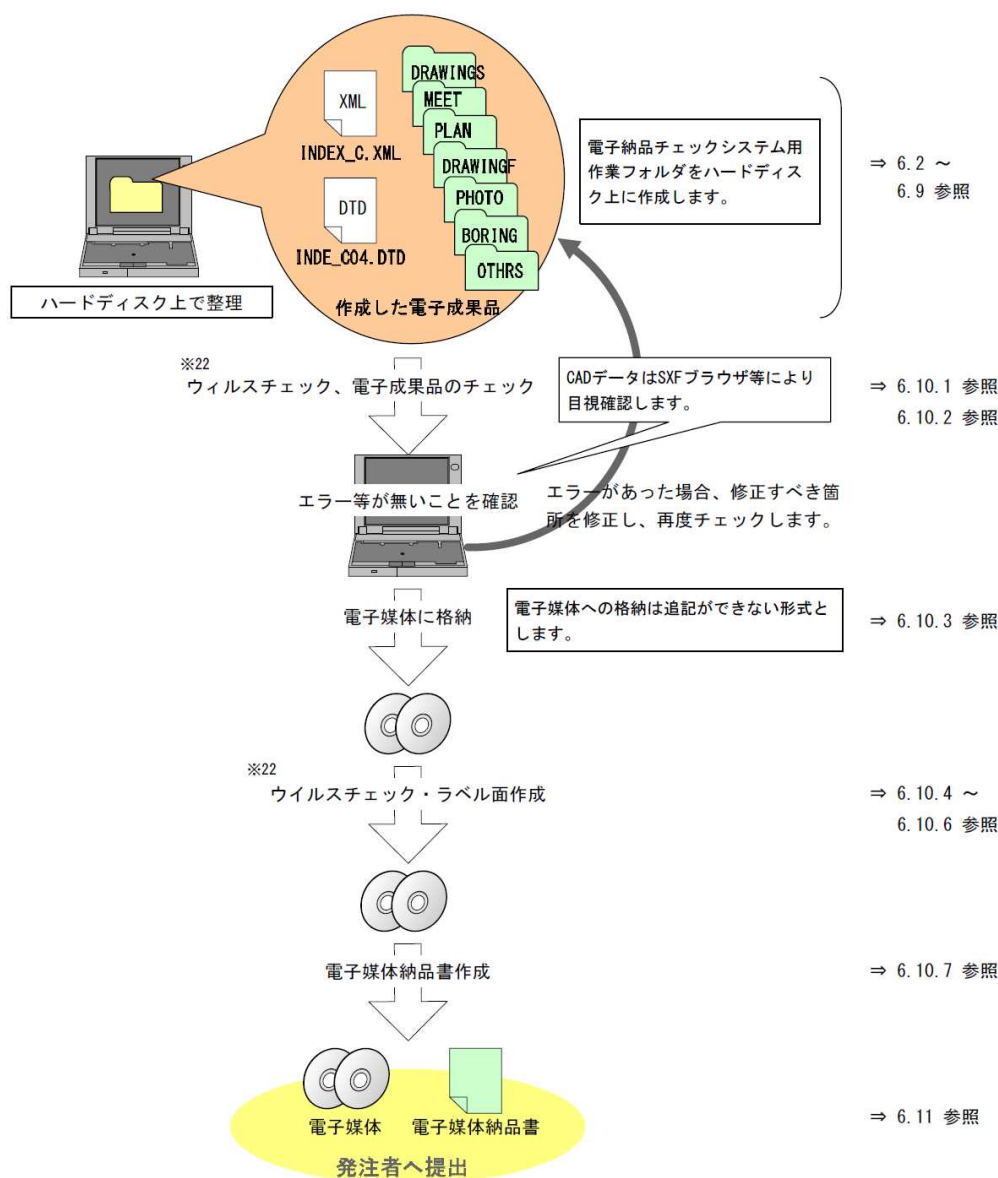 DRAWINGS
XML
MEET
PLAN
INDEX_C.XML
DRAWINGF
DTD
PHOTO
BORING
INDE_C04.DTD
OTHRS
作成した電子成果品
ハードディスク上で整理
電子納品チェックシステム用
作業フォルダをハードディス
ク上に作成します。
⇒ 6.2 ~
6.9 参照
※22
ウィルスチェック、電子成果品のチェック
CADデータはSXFブラウザ等により
目視確認します。
⇒ 6.10.1 参照
6.10.2 参照
エラー等が無いことを確認
エラーがあった場合、修正すべき箇
所を修正し、再度チェックします。
電子媒体に格納
電子媒体への格納は追記ができない形式と
します。
⇒ 6.10.3 参照
※22
ウイルスチェック・ラベル面作成
⇒ 6.10.4 ~
6.10.6 参照
電子媒体納品書作成
⇒ 6.10.7 参照
電子媒体
電子媒体納品書
⇒ 6.11 参照
発注者へ提出